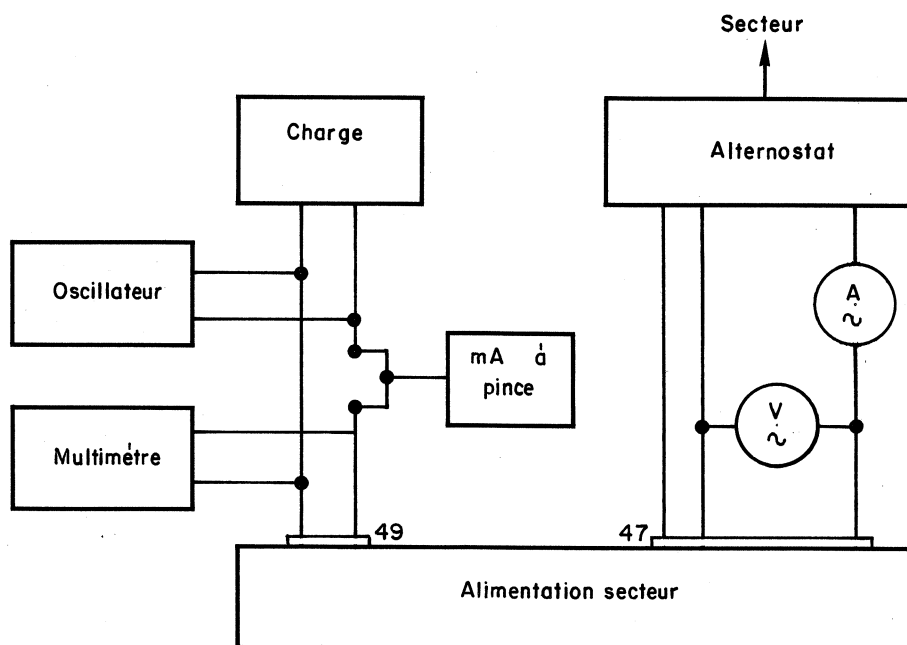 Secteur
Charge
Alternostat
Oscillateur
A
~
mA à
pince
V
~
Multimètre
49
47
Alimentation secteur